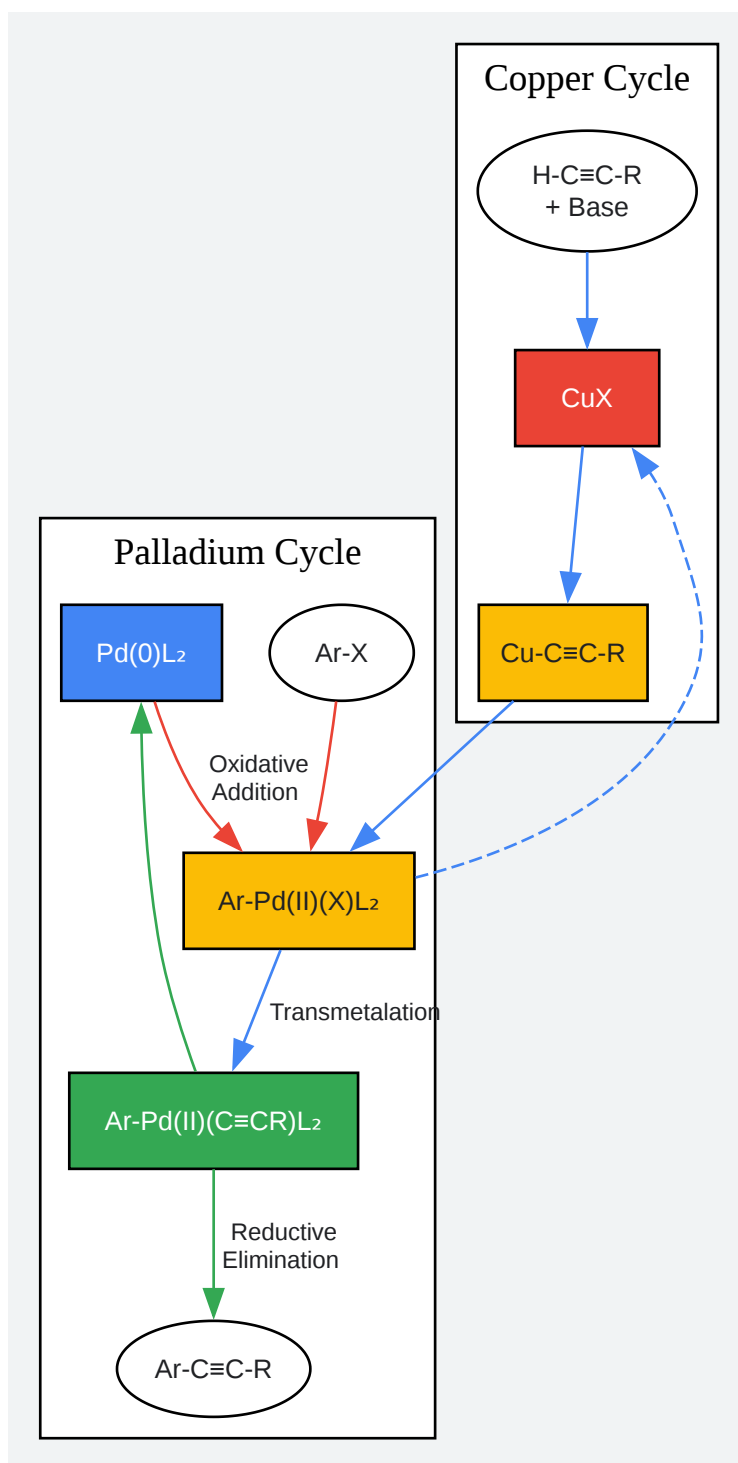 Copper Cycle
H-C≡C-R
+ Base
CuX
Cu-C≡C-R
Palladium Cycle
Pd(0)L₂
Ar-X
Oxidative
Addition
Ar-Pd(II)(X)L₂
Transmetalation
Ar-Pd(II)(C≡CR)L₂
Reductive
Elimination
Ar-C≡C-R